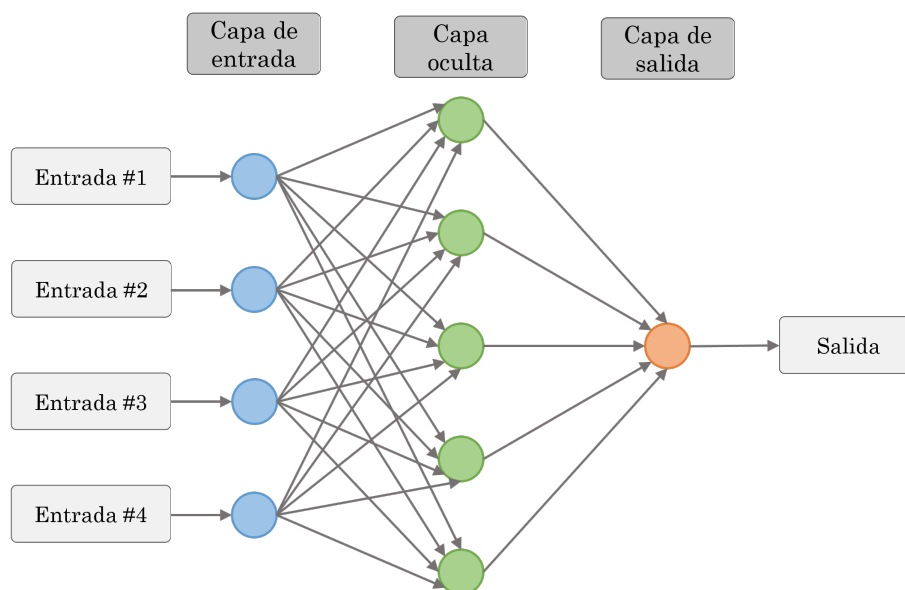 Capa de
entrada
Capa
oculta
Capa de
salida
Entrada #1
Entrada #2
Entrada #3
Entrada #4
Salida